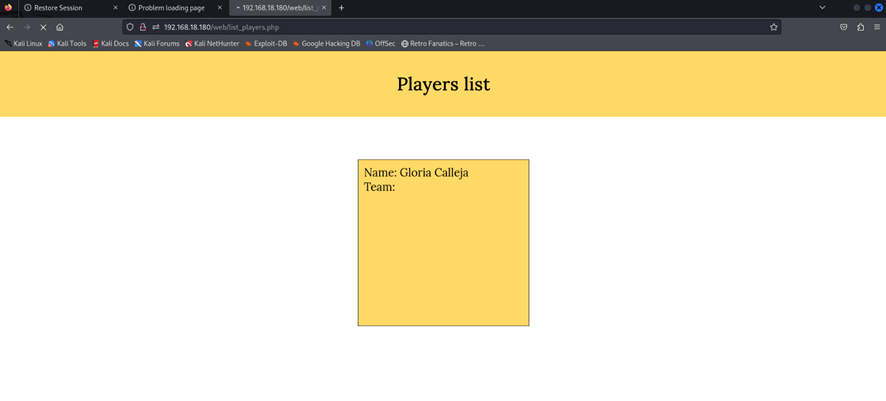 Restore Session
Problem loading page
192.168.18.180/web/list_p
192.168.18.180/web/list_players.php
Kali Linux Kali Tools Kali Docs Kali Forums Kali NetHunter Exploit-DB Google Hacking DB OffSec Retro Fanatics – Retro ...
Players list
Name: Gloria Calleja
Team: